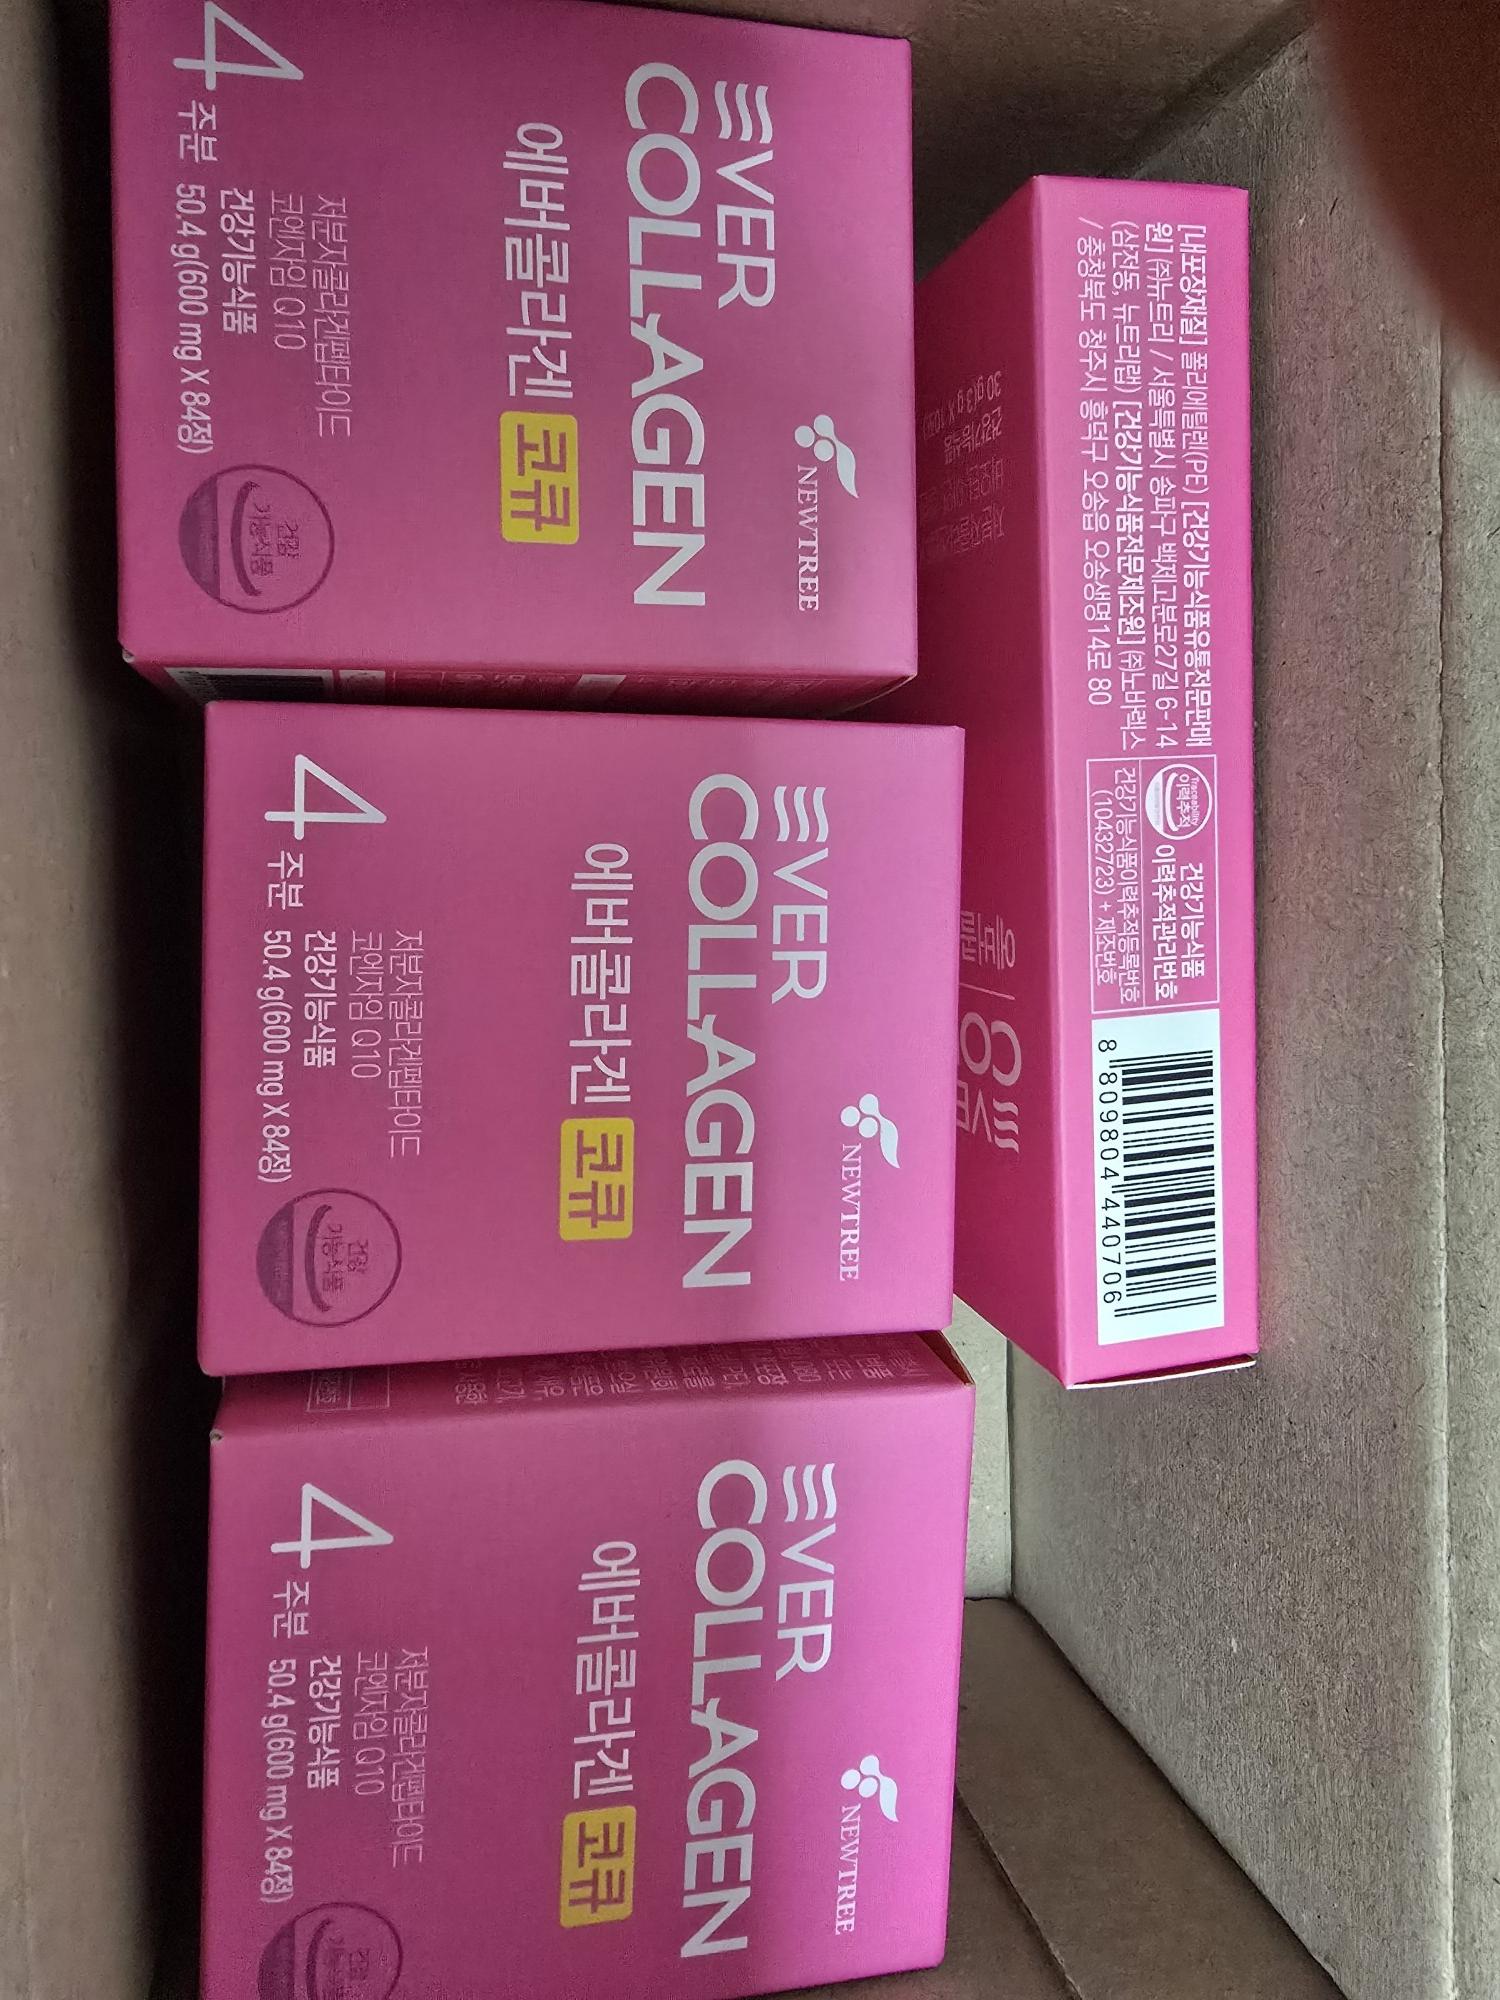 NEWTREE
EVER
COLLAGEN
에버콜라겐 코큐
저분자콜라겐펩타이드
코엔자임 Q10
건강기능식품
4 주분 50.4 g(600 mg X 84정)
건강
기능식품
NEWTREE
EVER
COLLAGEN
에버콜라겐 코큐
저분자콜라겐펩타이드
코엔자임 Q10
건강기능식품
4 주분 50.4 g(600 mg X 84정)
건강
기능식품
NEWTREE
EVER
COLLAGEN
에버콜라겐 코큐
저분자콜라겐펩타이드
코엔자임 Q10
건강기능식품
4 주분 50.4 g(600 mg X 84정)
건강
[내포장재질] 폴리에틸렌(PE) [건강기능식품유통전문판매
원] ㈜뉴트리 / 서울특별시 송파구 백제고분로27길 6-14
(삼전동, 뉴트리랩) [건강기능식품전문제조원] ㈜노바렉스
/ 충청북도 청주시 흥덕구 오송읍 오송생명14로 80
Traceability
이력추적
건강기능식품
이력추적관리번호
건강기능식품이력추적등록번호
(10432723) + 제조번호
8 809804 440706
건강기능식품
30 g(3 g X 10포)